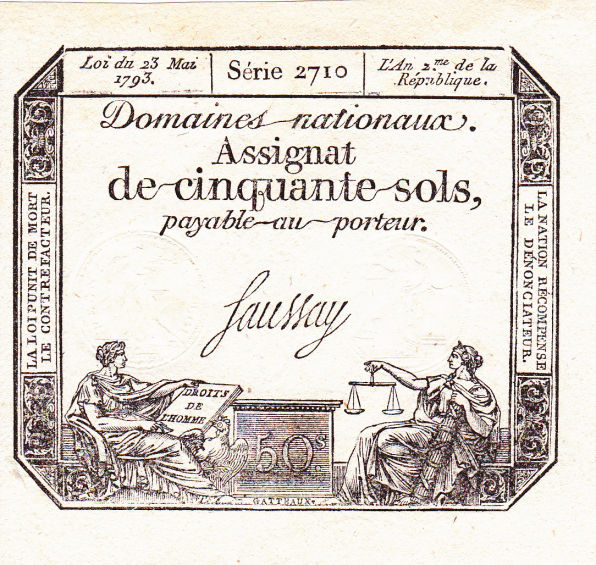 Loi du 23 Mai
1793.
Série 2710
L'An 2.me de la
République.
Domaines nationaux.
Assignat
de cinquante sols,
payable au porteur.
LA LOI PUNIT DE MORT
LE CONTREFACTEUR.
LA NATION RÉCOMPENSE
LE DÉNONCIATEUR.
Saussay
DROITS
DE
L'HOMME
50.s
GATTEAUX.